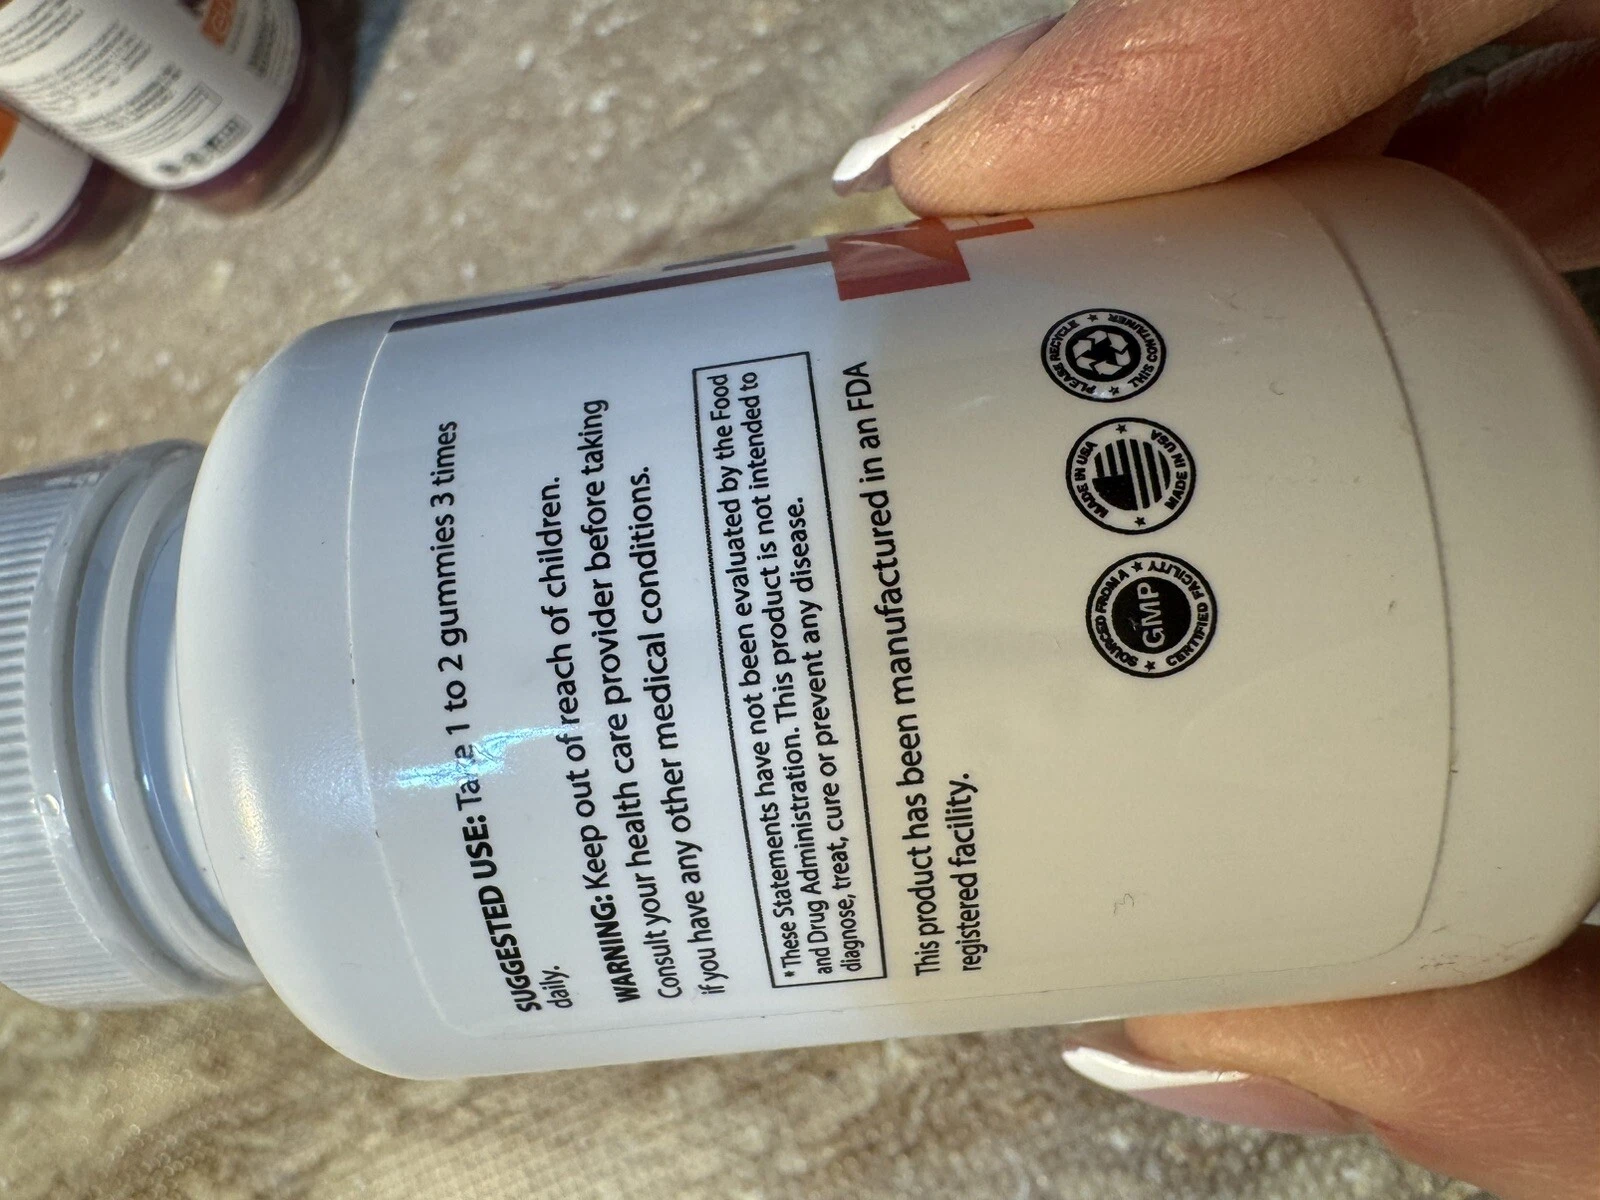 SUGGESTED USE: Take 1 to 2 gummies 3 times
daily.
WARNING: Keep out of reach of children.
Consult your health care provider before taking
if you have any other medical conditions.
*These Statements have not been evaluated by the Food
and Drug Administration. This product is not intended to
diagnose, treat, cure or prevent any disease.
This product has been manufactured in an FDA
registered facility.
SOURCED FROM A
GMP
CERTIFIED FACILITY
MADE IN USA
MADE IN USA
PLEASE RECYCLE
THIS CONTAINER